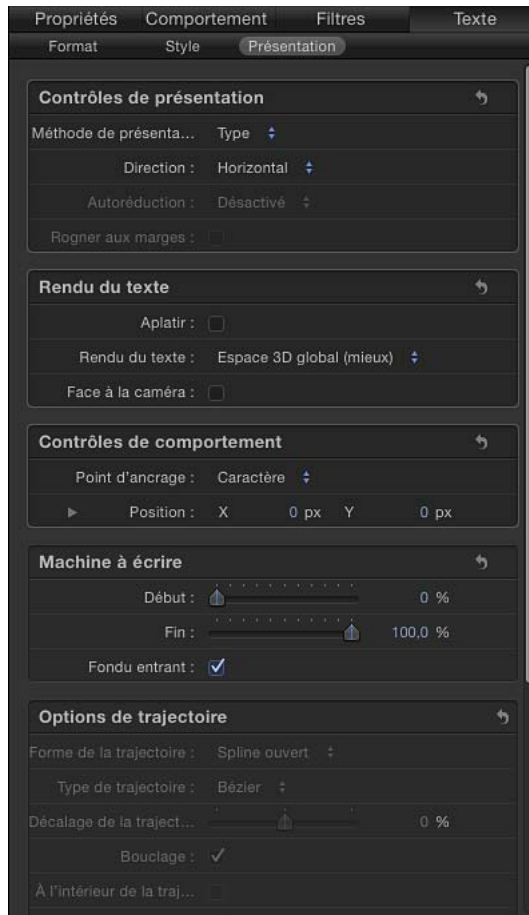 Propriétés Comportement Filtres Texte
Format Style Présentation
Contrôles de présentation
Méthode de présenta... Type
Direction : Horizontal
Autoréduction : Désactivé
Rogner aux marges :
Rendu du texte
Aplatir :
Rendu du texte : Espace 3D global (mieux)
Face à la caméra :
Contrôles de comportement
Point d'ancrage : Caractère
Position : X 0 px Y 0 px
Machine à écrire
Début : 0 %
Fin : 100,0 %
Fondu entrant :
Options de trajectoire
Forme de la trajectoire : Spline ouvert
Type de trajectoire : Bézier
Décalage de la traject... 0 %
Bouclage :
À l'intérieur de la traj...